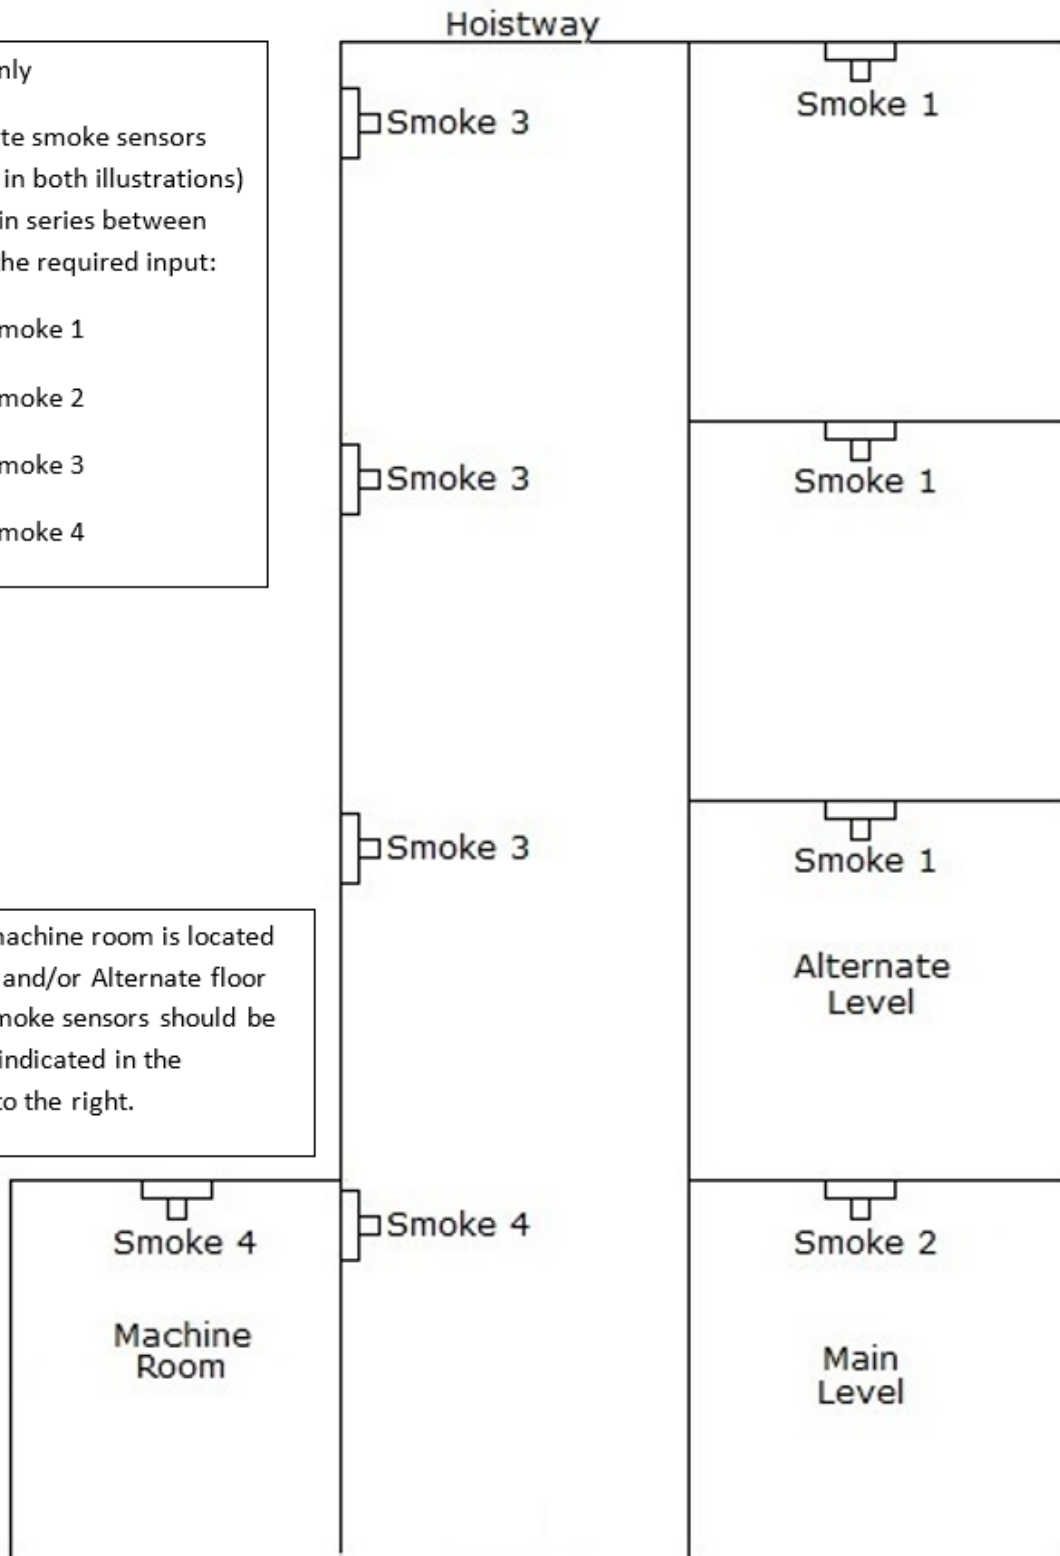 Hoistway
nly
te smoke sensors
in both illustrations)
in series between
he required input:
moke 1
moke 2
moke 3
moke 4
Smoke 3
Smoke 1
Smoke 3
Smoke 1
Smoke 3
Smoke 1
Alternate
Level
nachine room is located
and/or Alternate floor
moke sensors should be
indicated in the
to the right.
Smoke 4
Machine
Room
Smoke 4
Smoke 2
Main
Level